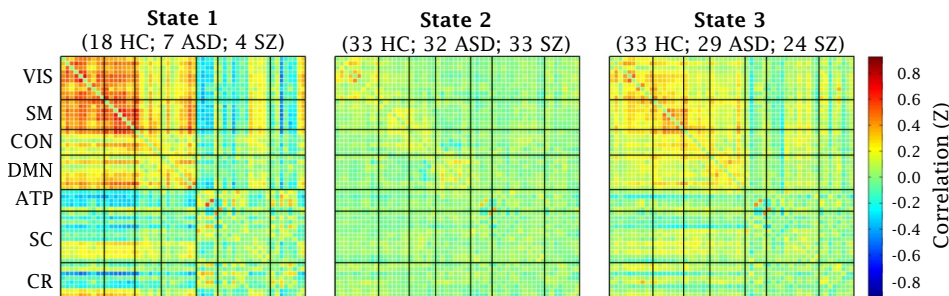 State 1
(18 HC; 7 ASD; 4 SZ)
State 2
(33 HC; 32 ASD; 33 SZ)
State 3
(33 HC; 29 ASD; 24 SZ)
VIS
SM
CON
DMN
ATP
SC
CR
0.8
0.6
0.4
0.2
0.0
-0.2
-0.4
-0.6
-0.8
Correlation (Z)